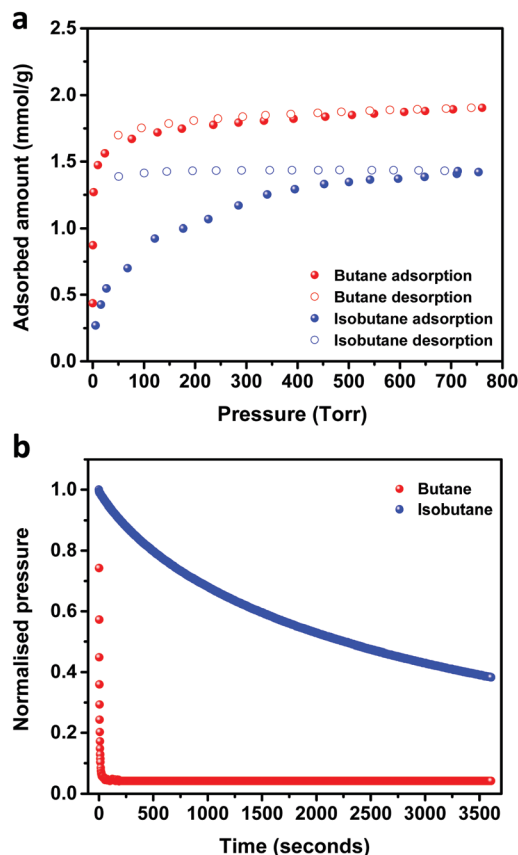 a
2.5
2.0
1.5
1.0
0.5
0.0
Adsorbed amount (mmol/g)
Butane adsorption
Butane desorption
Isobutane adsorption
Isobutane desorption
0 100 200 300 400 500 600 700 800
Pressure (Torr)
b
1.0
0.8
0.6
0.4
0.2
0.0
Normalised pressure
Butane
Isobutane
0 500 1000 1500 2000 2500 3000 3500
Time (seconds)